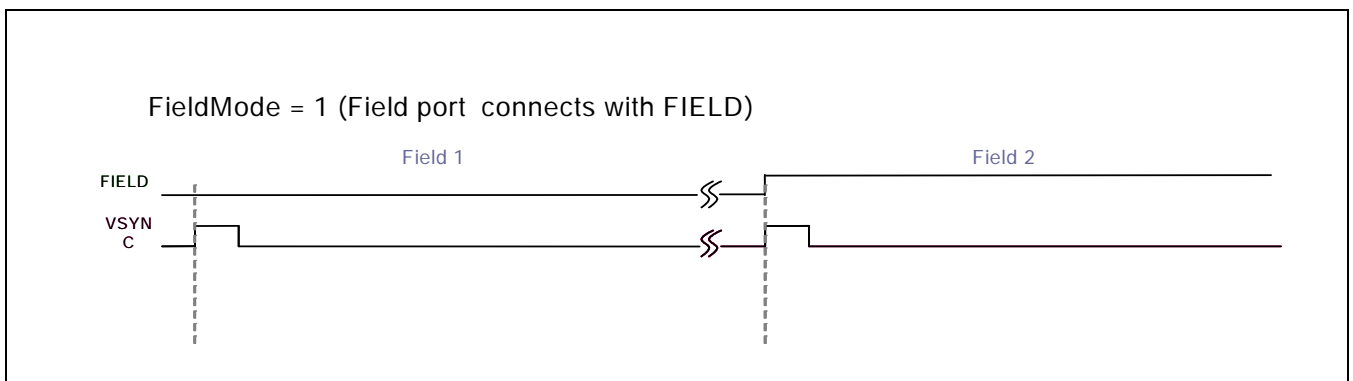 FieldMode = 1 (Field port connects with FIELD)
Field 1
Field 2
FIELD
VSYN
C